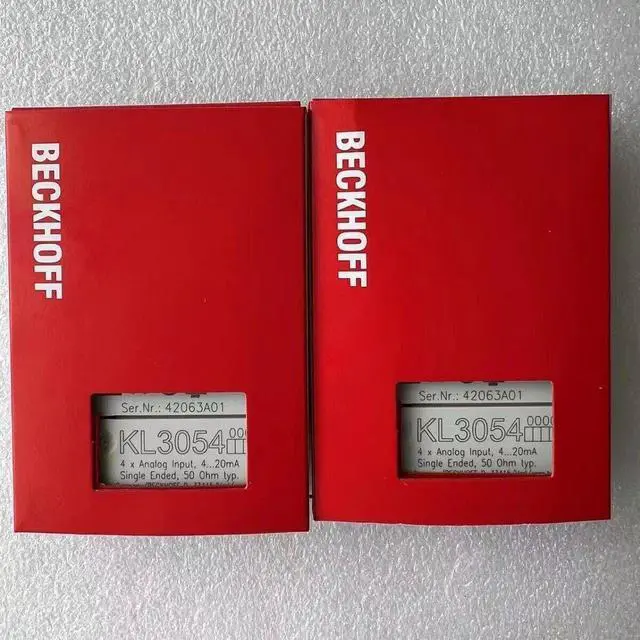 BECKHOFF
Ser.Nr.: 42063A01
KL3054
4 x Analog Input, 4...20mA
Single Ended, 50 Ohm typ.
BECKHOFF
Ser.Nr.: 42063A01
KL3054
4 x Analog Input, 4...20mA
Single Ended, 50 Ohm typ.